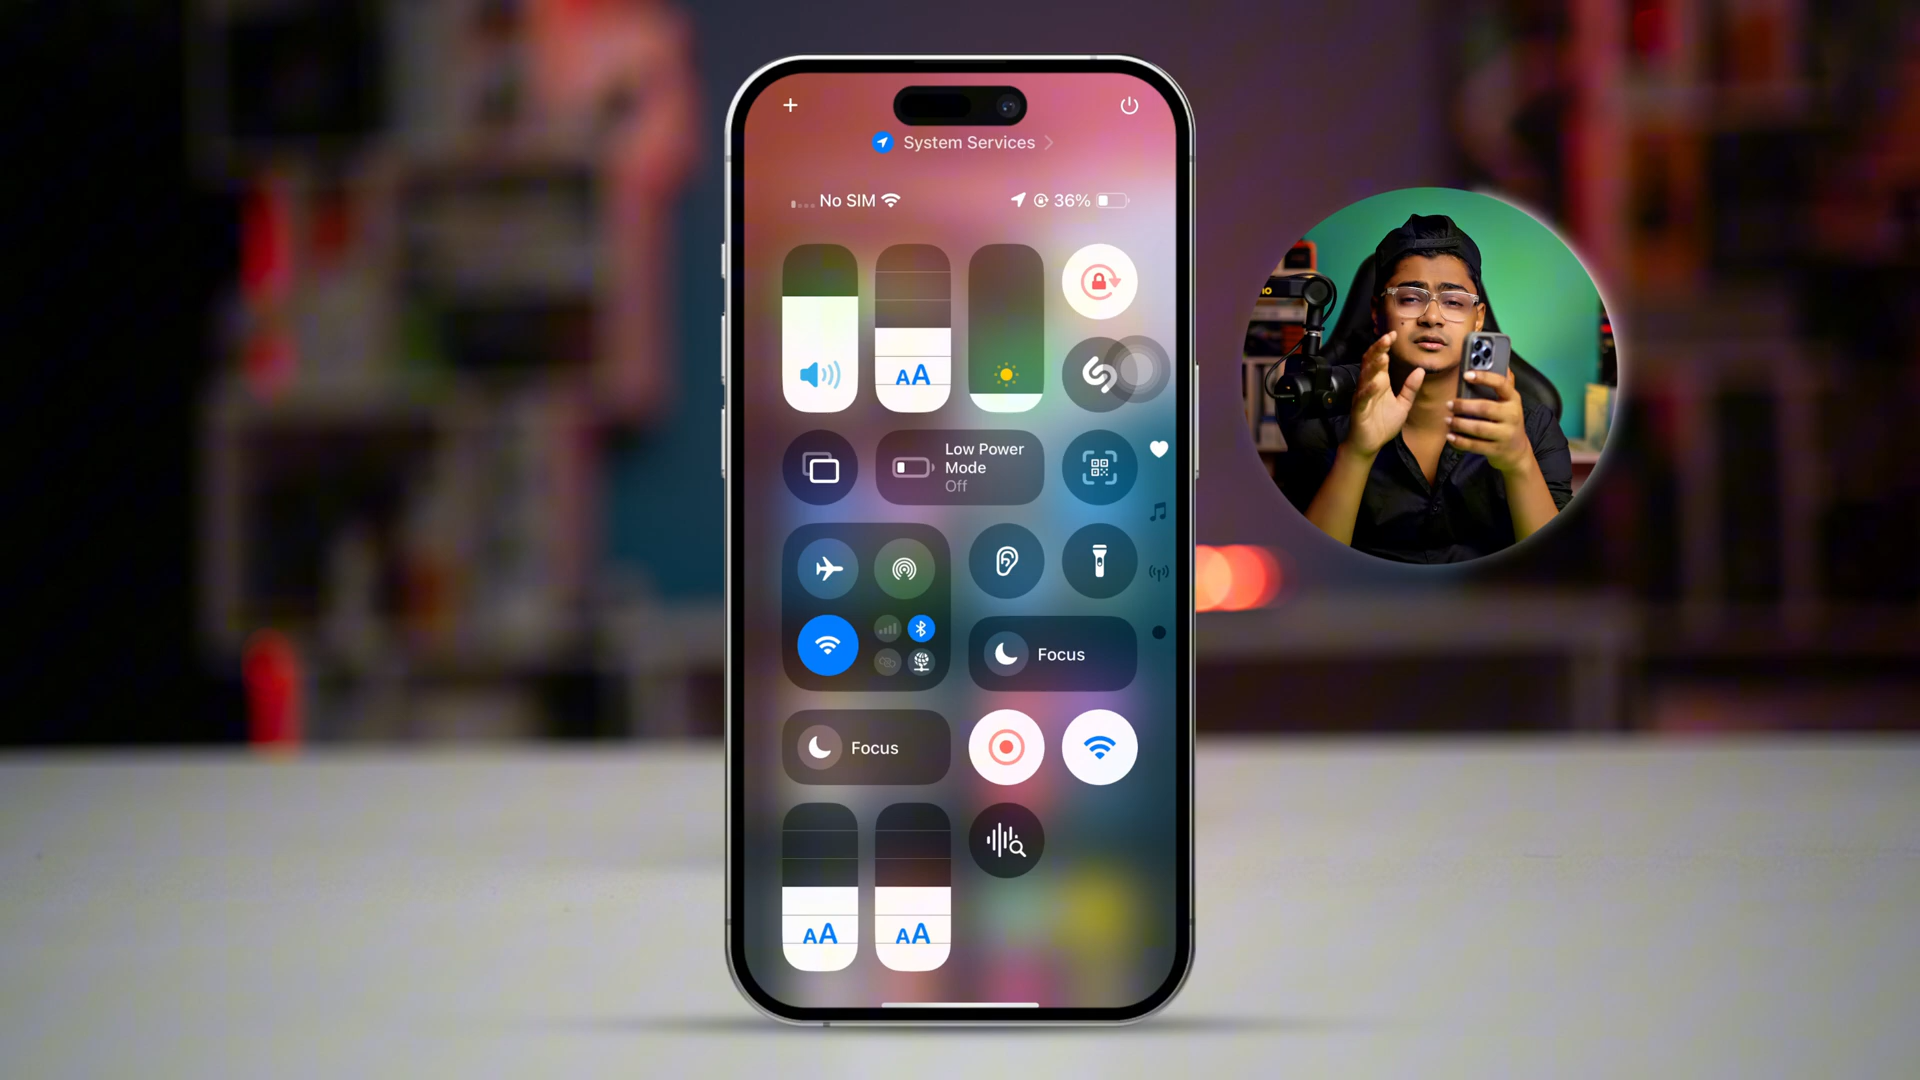 System Services
No SIM 36%
AA
Low Power
Mode
Off
Focus
Focus
AA AA